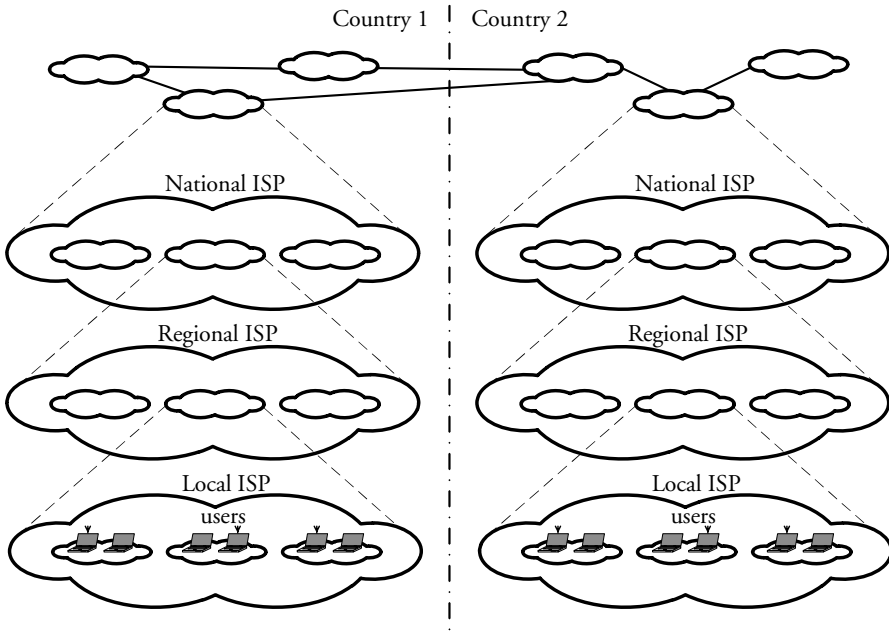 Country 1
Country 2
National ISP
National ISP
Regional ISP
Regional ISP
Local ISP
users
Local ISP
users